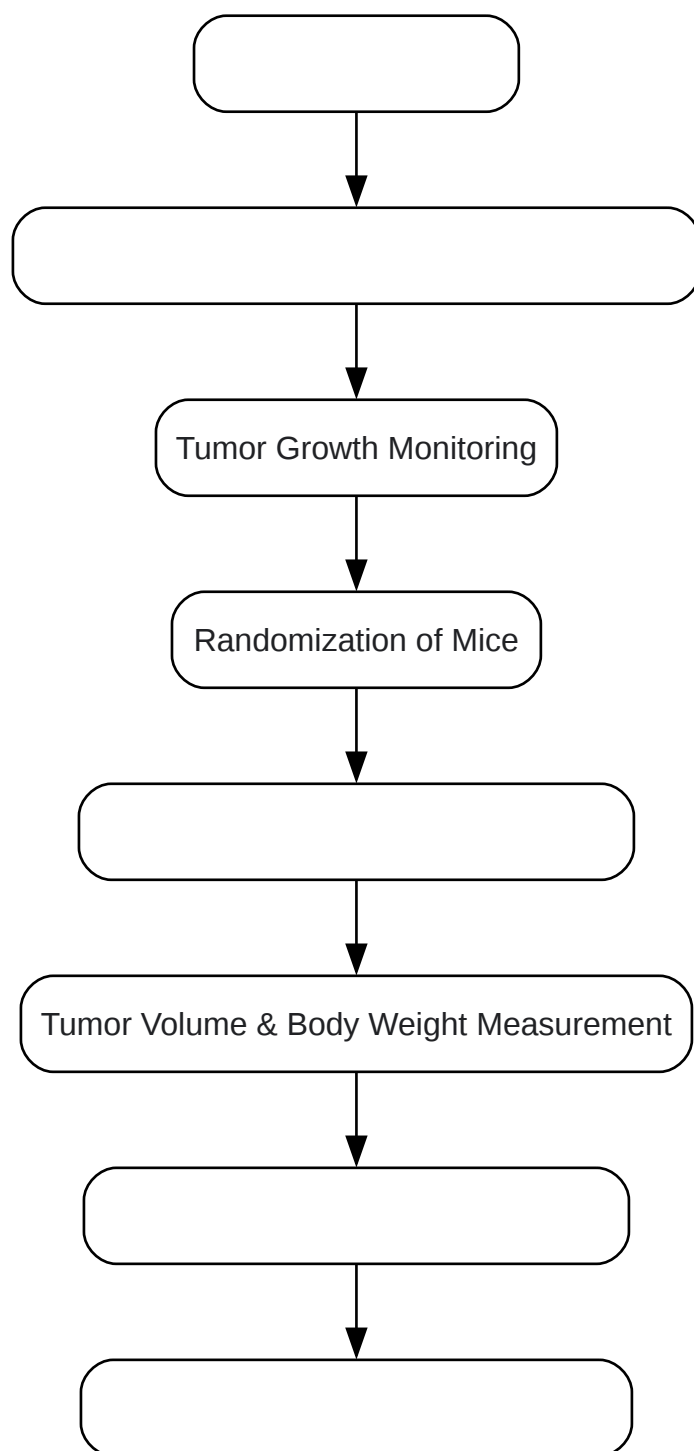 Tumor Growth Monitoring
Randomization of Mice
Tumor Volume & Body Weight Measurement